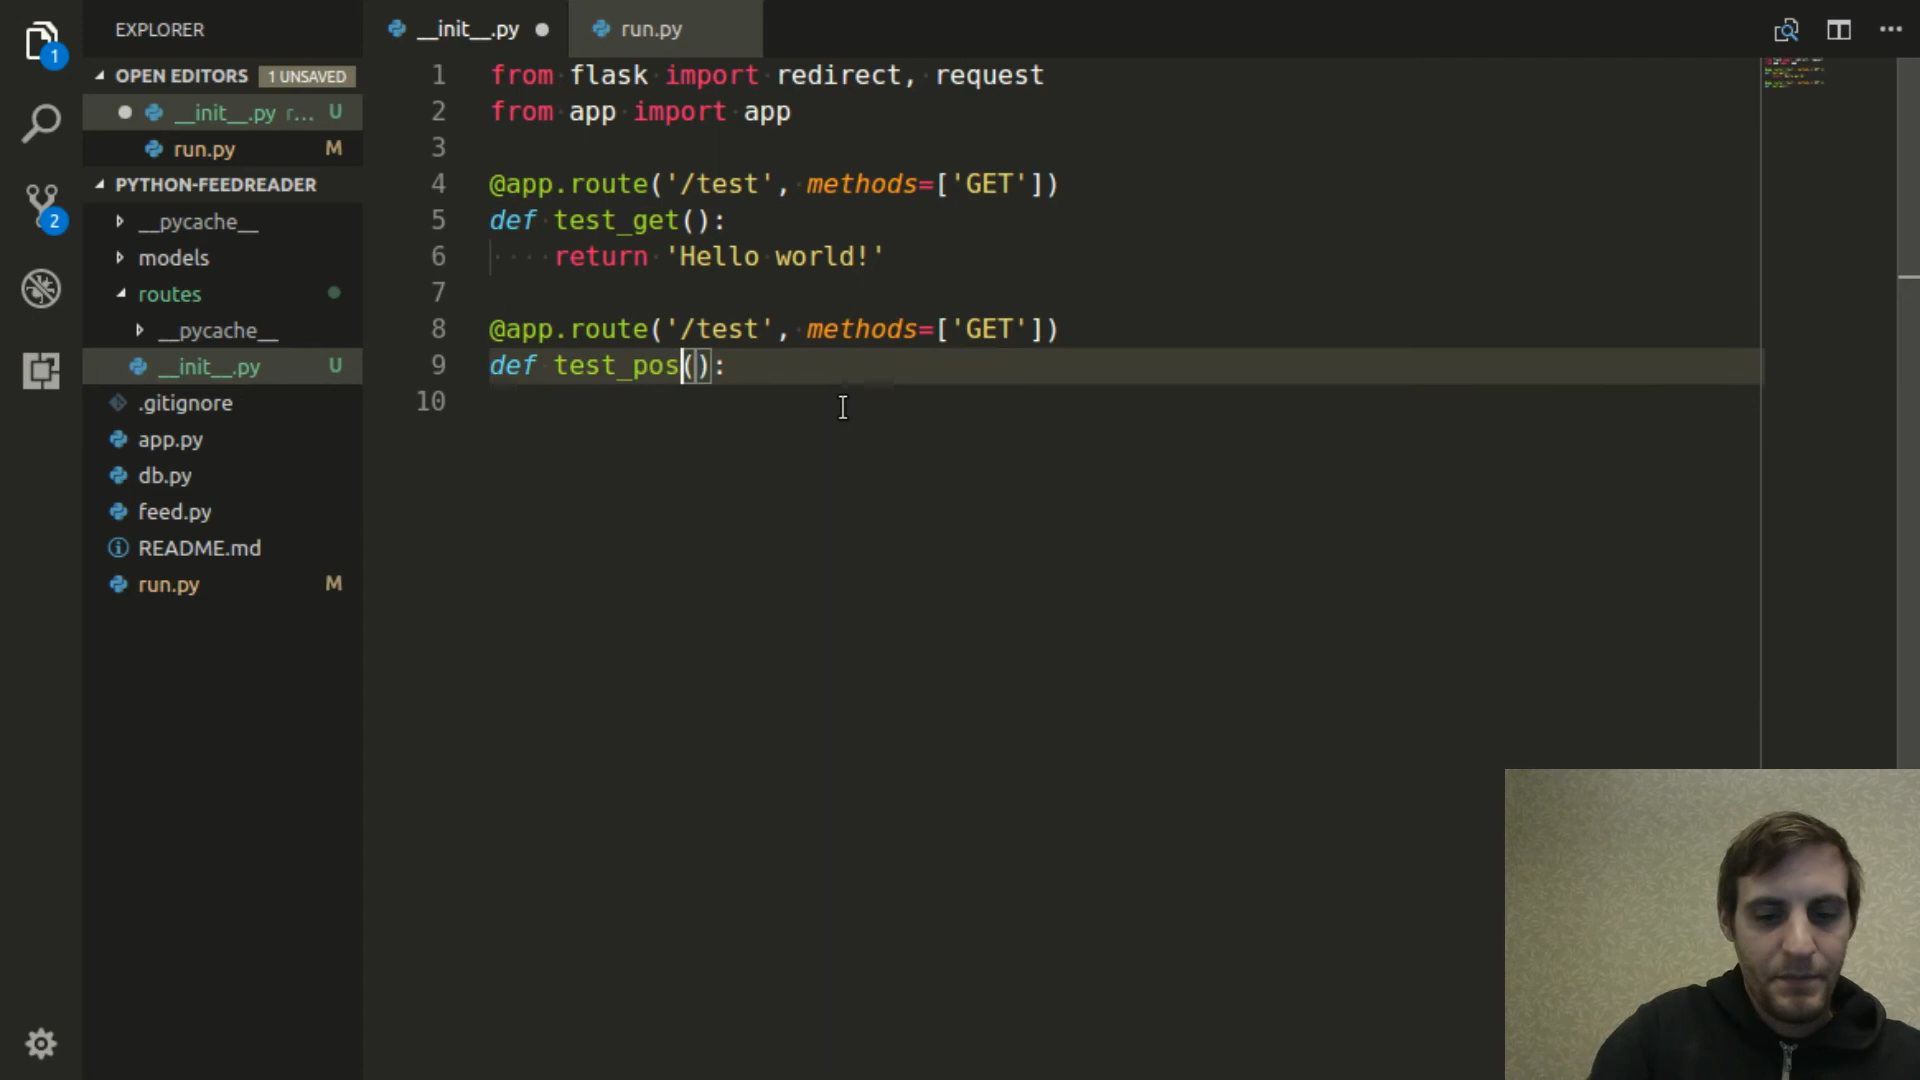 1
2
EXPLORER
OPEN EDITORS 1 UNSAVED
__init__.py r... U
run.py M
PYTHON-FEEDREADER
__pycache__
models
routes
__pycache__
__init__.py U
.gitignore
app.py
db.py
feed.py
README.md
run.py M
__init__.py
run.py
1 from flask import redirect, request
2 from app import app
3
4 @app.route('/test', methods=['GET'])
5 def test_get():
6 return 'Hello world!'
7
8 @app.route('/test', methods=['GET'])
9 def test_pos():
10